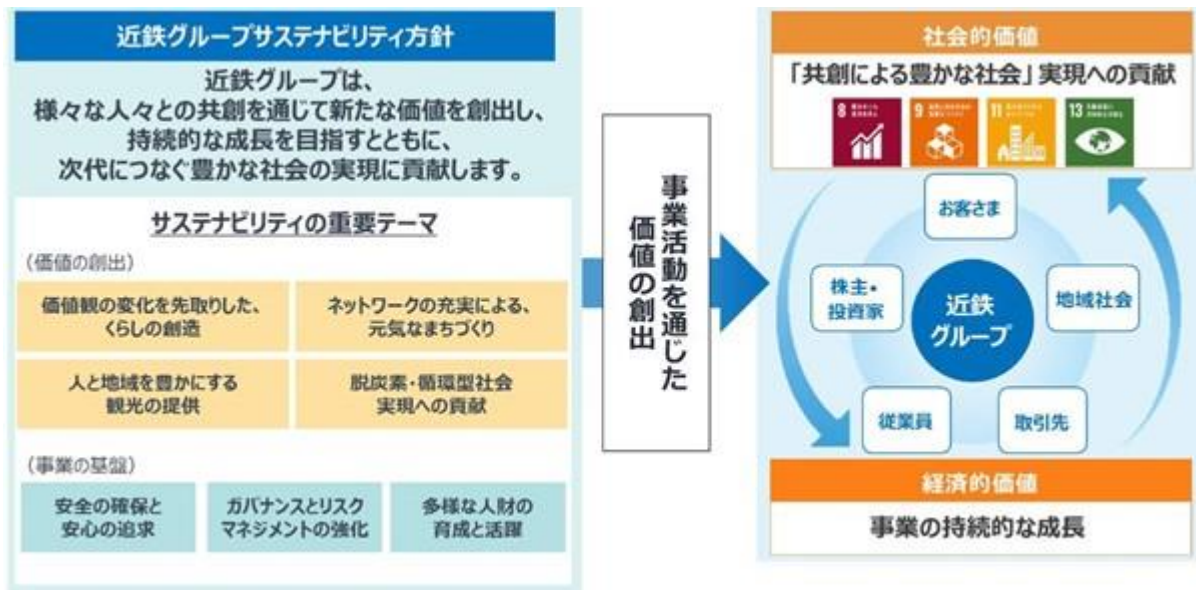 近鉄グループサステナビリティ方針
近鉄グループは、
様々な人々との共創を通じて新たな価値を創出し、
持続的な成長を目指すとともに、
次代につなぐ豊かな社会の実現に貢献します。
サステナビリティの重要テーマ
(価値の創出)
価値観の変化を先取りした、
くらしの創造
ネットワークの充実による、
元気なまちづくり
人と地域を豊かにする
観光の提供
脱炭素・循環型社会
実現への貢献
(事業の基盤)
安全の確保と
安心の追求
ガバナンスとリスク
マネジメントの強化
多様な人財の
育成と活躍
事業活動を通じた
価値の創出
社会的価値
「共創による豊かな社会」実現への貢献
8
9
11
13
お客さま
株主・
投資家
近鉄
グループ
地域社会
従業員
取引先
経済的価値
事業の持続的な成長